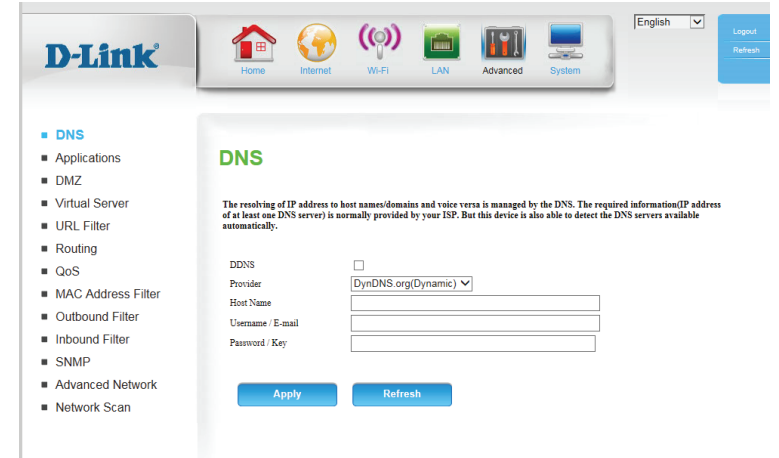 English
Logout
Refresh
D-Link®
Home
Internet
Wi-Fi
LAN
Advanced
System
DNS
Applications
DMZ
Virtual Server
URL Filter
Routing
QoS
MAC Address Filter
Outbound Filter
Inbound Filter
SNMP
Advanced Network
Network Scan
DNS
The resolving of IP address to host names/domains and voice versa is managed by the DNS. The required information(IP address
of at least one DNS server) is normally provided by your ISP. But this device is also able to detect the DNS servers available
automatically.
DDNS
Provider
DynDNS.org(Dynamic)
Host Name
Username / E-mail
Password / Key
Apply
Refresh